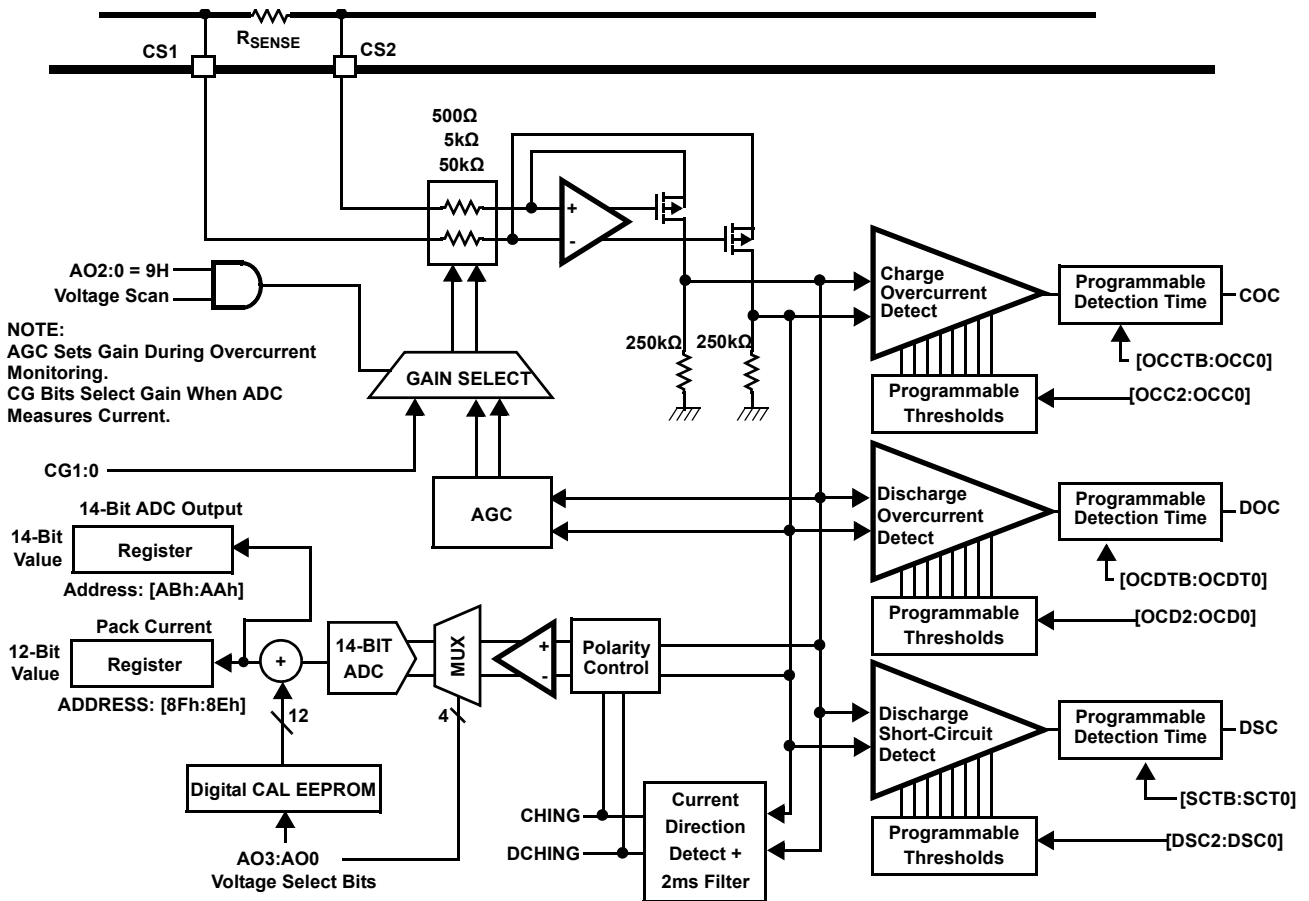 RSENSE
CS1
CS2
500Ω
5kΩ
50kΩ
+
-
AO2:0 = 9H
Voltage Scan
NOTE:
AGC Sets Gain During Overcurrent
Monitoring.
CG Bits Select Gain When ADC
Measures Current.
GAIN SELECT
250kΩ
250kΩ
Charge
Overcurrent
Detect
Programmable
Detection Time
COC
[OCCTB:OCC0]
Programmable
Thresholds
[OCC2:OCC0]
CG1:0
AGC
Discharge
Overcurrent
Detect
Programmable
Detection Time
DOC
[OCDTB:OCDT0]
Programmable
Thresholds
[OCD2:OCD0]
14-Bit ADC Output
14-Bit
Value
Register
Address: [ABh:AAh]
Pack Current
12-Bit
Value
Register
ADDRESS: [8Fh:8Eh]
+
14-BIT
ADC
MUX
+
-
Polarity
Control
12
4
Digital CAL EEPROM
AO3:AO0
Voltage Select Bits
CHING
DCHING
Current
Direction
Detect +
2ms Filter
Discharge
Short-Circuit
Detect
Programmable
Detection Time
DSC
[SCTB:SCT0]
Programmable
Thresholds
[DSC2:DSC0]